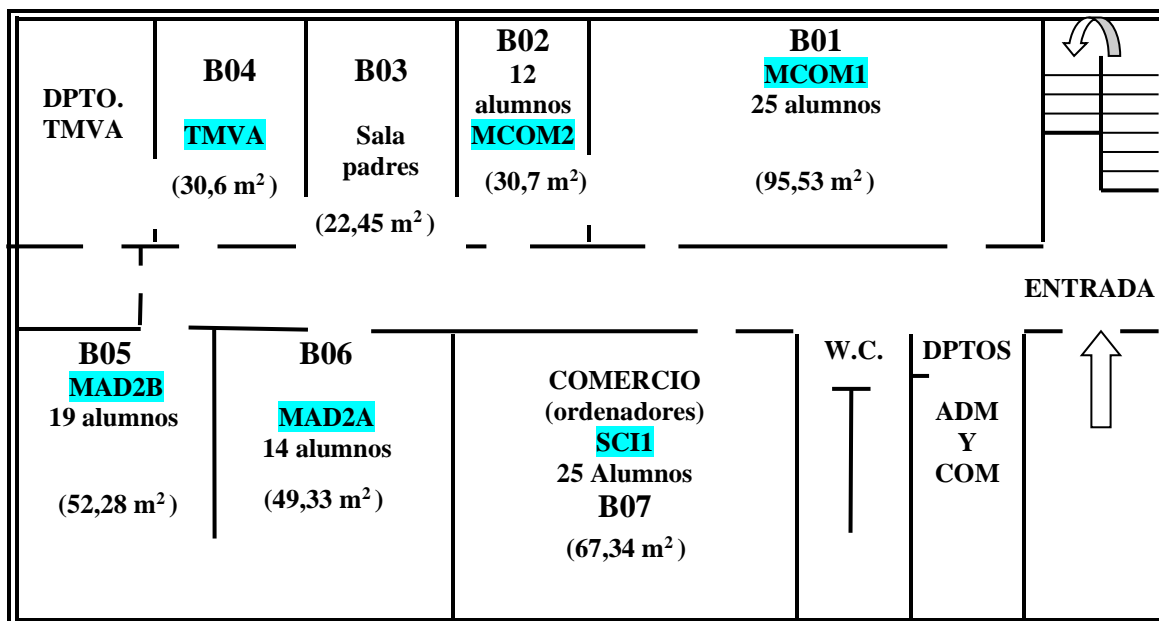 DPTO.
TMVA
B04
TMVA
(30,6 m²)
B03
Sala
padres
(22,45 m²)
B02
12
alumnos
MCOM2
(30,7 m²)
B01
MCOM1
25 alumnos
(95,53 m²)
ENTRADA
B05
MAD2B
19 alumnos
(52,28 m²)
B06
MAD2A
14 alumnos
(49,33 m²)
COMERCIO
(ordenadores)
SCI1
25 Alumnos
B07
(67,34 m²)
W.C.
DPTOS
ADM
Y
COM